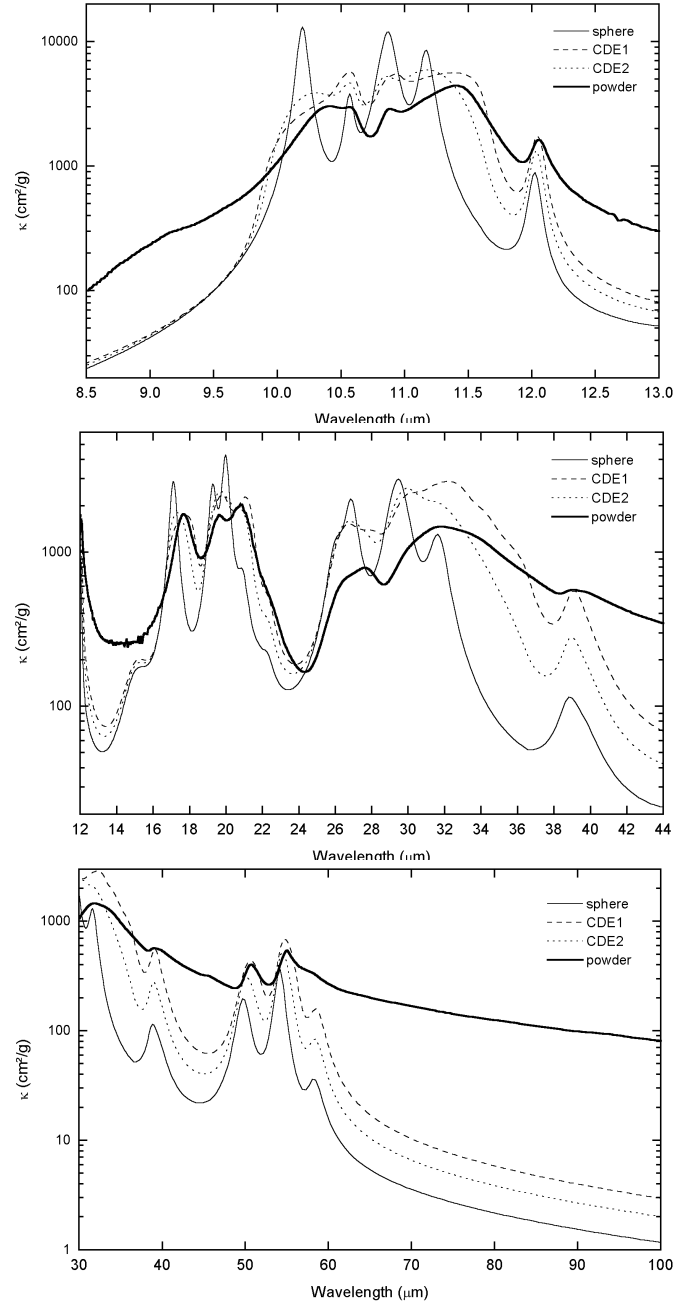 10000
1000
100
κ (cm²/g)
sphere
CDE1
CDE2
powder
8.5 9.0 9.5 10.0 10.5 11.0 11.5 12.0 12.5 13.0
Wavelength (μm)
1000
100
κ (cm²/g)
sphere
CDE1
CDE2
powder
12 14 16 18 20 22 24 26 28 30 32 34 36 38 40 42 44
Wavelength (μm)
1000
100
10
1
κ (cm²/g)
sphere
CDE1
CDE2
powder
30 40 50 60 70 80 90 100
Wavelength (μm)